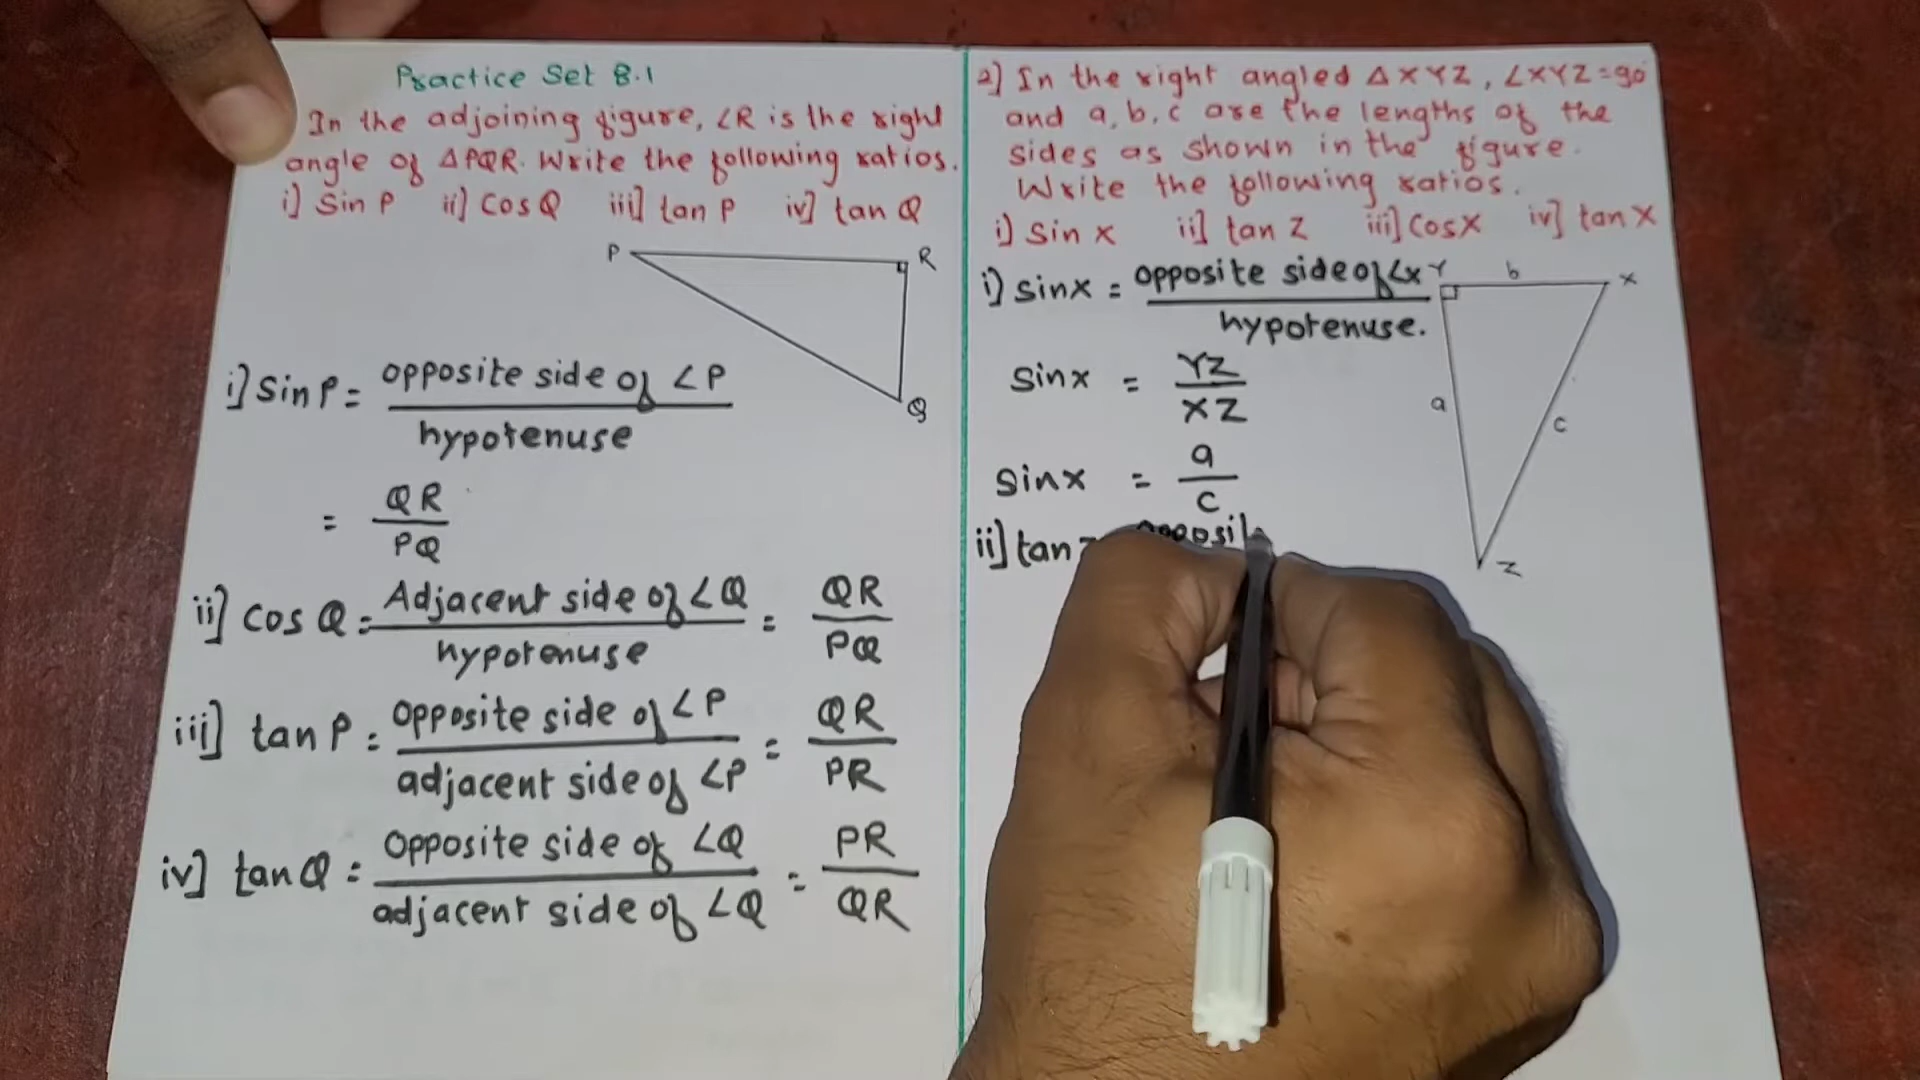 Practice Set 8.1
In the adjoining figure, ∠R is the right
angle of △PQR. Write the following ratios.
i] Sin P ii] Cos Q iii] tan P iv] tan Q
P
R
Q
i] Sin P = opposite side of ∠P
hypotenuse
= QR
PQ
ii] Cos Q = Adjacent side of ∠Q = QR
hypotenuse PQ
iii] tan P = opposite side of ∠P = QR
adjacent side of ∠P PR
iv] tan Q = opposite side of ∠Q = PR
adjacent side of ∠Q QR
2] In the right angled △XYZ, ∠XYZ=90
and a, b, c are the lengths of the
sides as shown in the figure.
Write the following ratios.
i] Sin X ii] tan Z iii] Cos X iv] tan X
i] Sin x = opposite side of ∠x
hypotenuse.
Y b X
Sin x = YZ
XZ
a
c
Sin x = a
c
ii] tan
Z